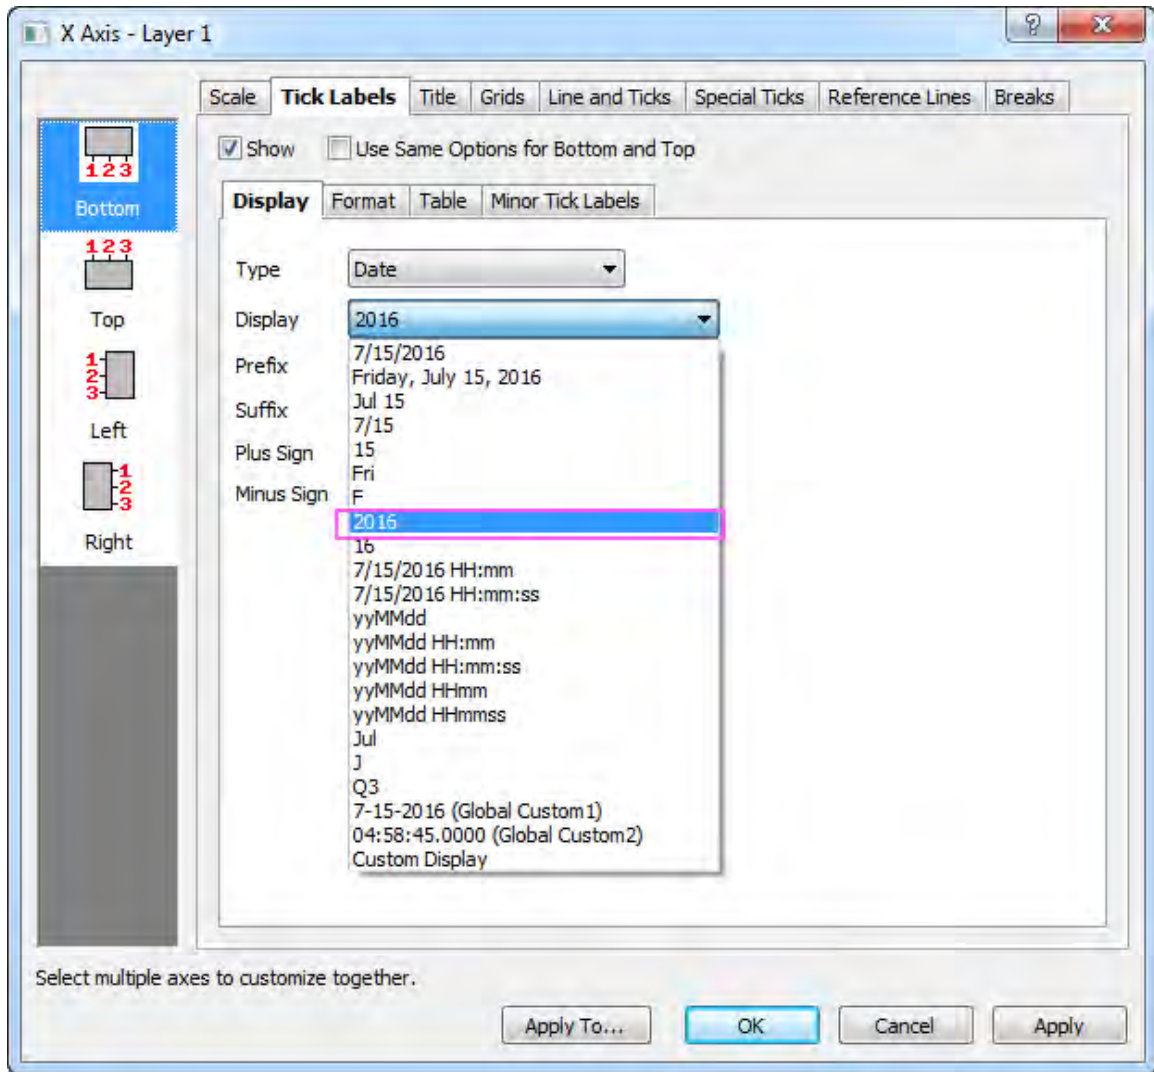 X Axis - Layer 1
Scale Tick Labels Title Grids Line and Ticks Special Ticks Reference Lines Breaks
Show Use Same Options for Bottom and Top
Display Format Table Minor Tick Labels
1 2 3
Bottom
1 2 3
Top
1
2
3
Left
1
2
3
Right
Type Date
Display 2016
Prefix
Suffix
Plus Sign
Minus Sign
7/15/2016
Friday, July 15, 2016
Jul 15
7/15
15
Fri
F
2016
16
7/15/2016 HH:mm
7/15/2016 HH:mm:ss
yyMMdd
yyMMdd HH:mm
yyMMdd HH:mm:ss
yyMMdd HHmm
yyMMdd HHmmss
Jul
J
Q3
7-15-2016 (Global Custom1)
04:58:45.0000 (Global Custom2)
Custom Display
Select multiple axes to customize together.
Apply To... OK Cancel Apply